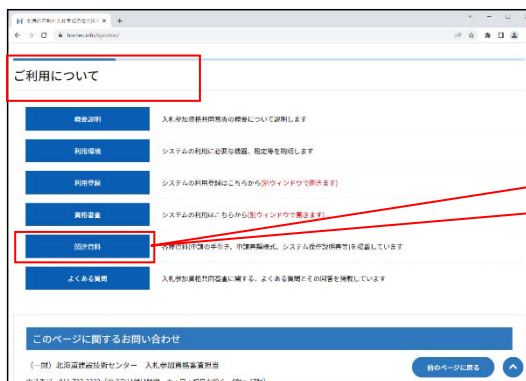 ご利用について
概要説明 入札参加資格共同審査の概要について説明します
利用環境 システムの利用に必要な機器、設定等を説明します
利用登録 システムの利用登録はこちらから(別ウィンドウで開きます)
資格審査 システムの利用はこちらから(別ウィンドウで開きます)
各種資料(申請の手引き、申請書類様式、システム操作説明書等)を掲載しています
よくある質問 入札参加資格共同審査に関する、よくある質問とその回答を掲載しています
このページに関するお問い合わせ
(一財)北海道建設技術センター 入札参加資格審査担当
前のページに戻る